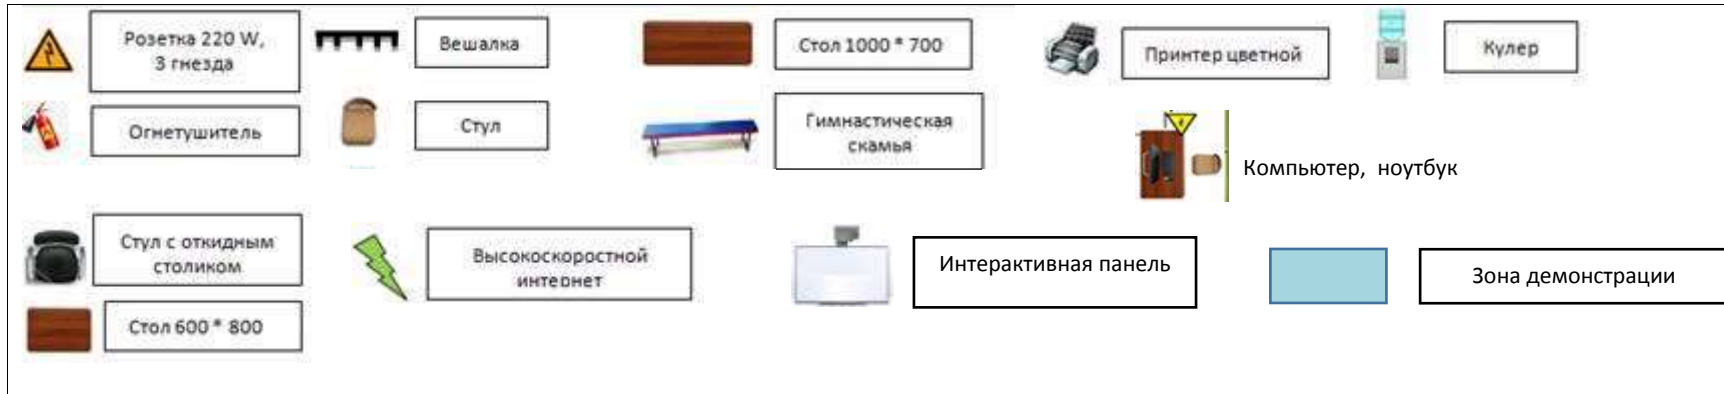 Розетка 220 W,
3 гнезда
Вешалка
Стол 1000 * 700
Принтер цветной
Кулер
Огнетушитель
Стул
Гимнастическая
скамья
Компьютер, ноутбук
Стул с откидным
столиком
Высокоскоростной
интернет
Интерактивная панель
Зона демонстрации
Стол 600 * 800